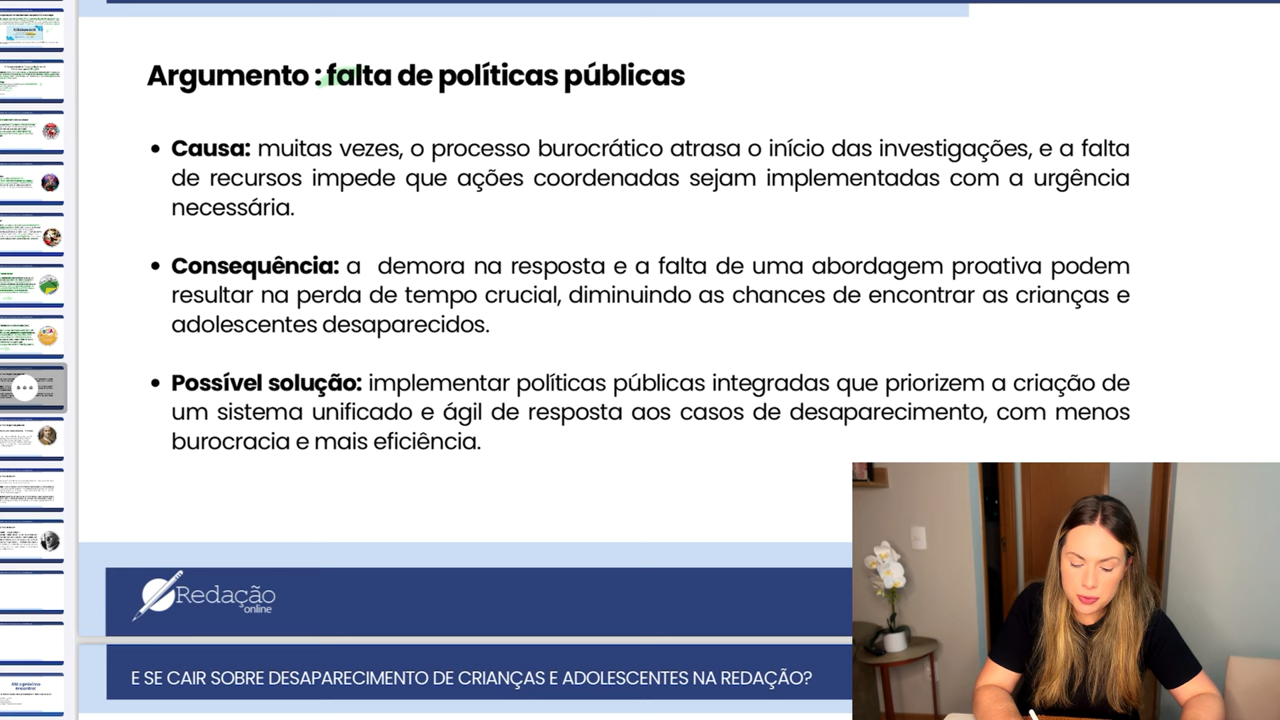 Argumento : falta de políticas públicas
• Causa: muitas vezes, o processo burocrático atrasa o início das investigações, e a falta
de recursos impede que ações coordenadas sejam implementadas com a urgência
necessária.
• Consequência: a demora na resposta e a falta de uma abordagem proativa podem
resultar na perda de tempo crucial, diminuindo as chances de encontrar as crianças e
adolescentes desaparecidos.
• Possível solução: implementar políticas públicas integradas que priorizem a criação de
um sistema unificado e ágil de resposta aos casos de desaparecimento, com menos
burocracia e mais eficiência.
Redação
online
E SE CAIR SOBRE DESAPARECIMENTO DE CRIANÇAS E ADOLESCENTES NA REDAÇÃO?